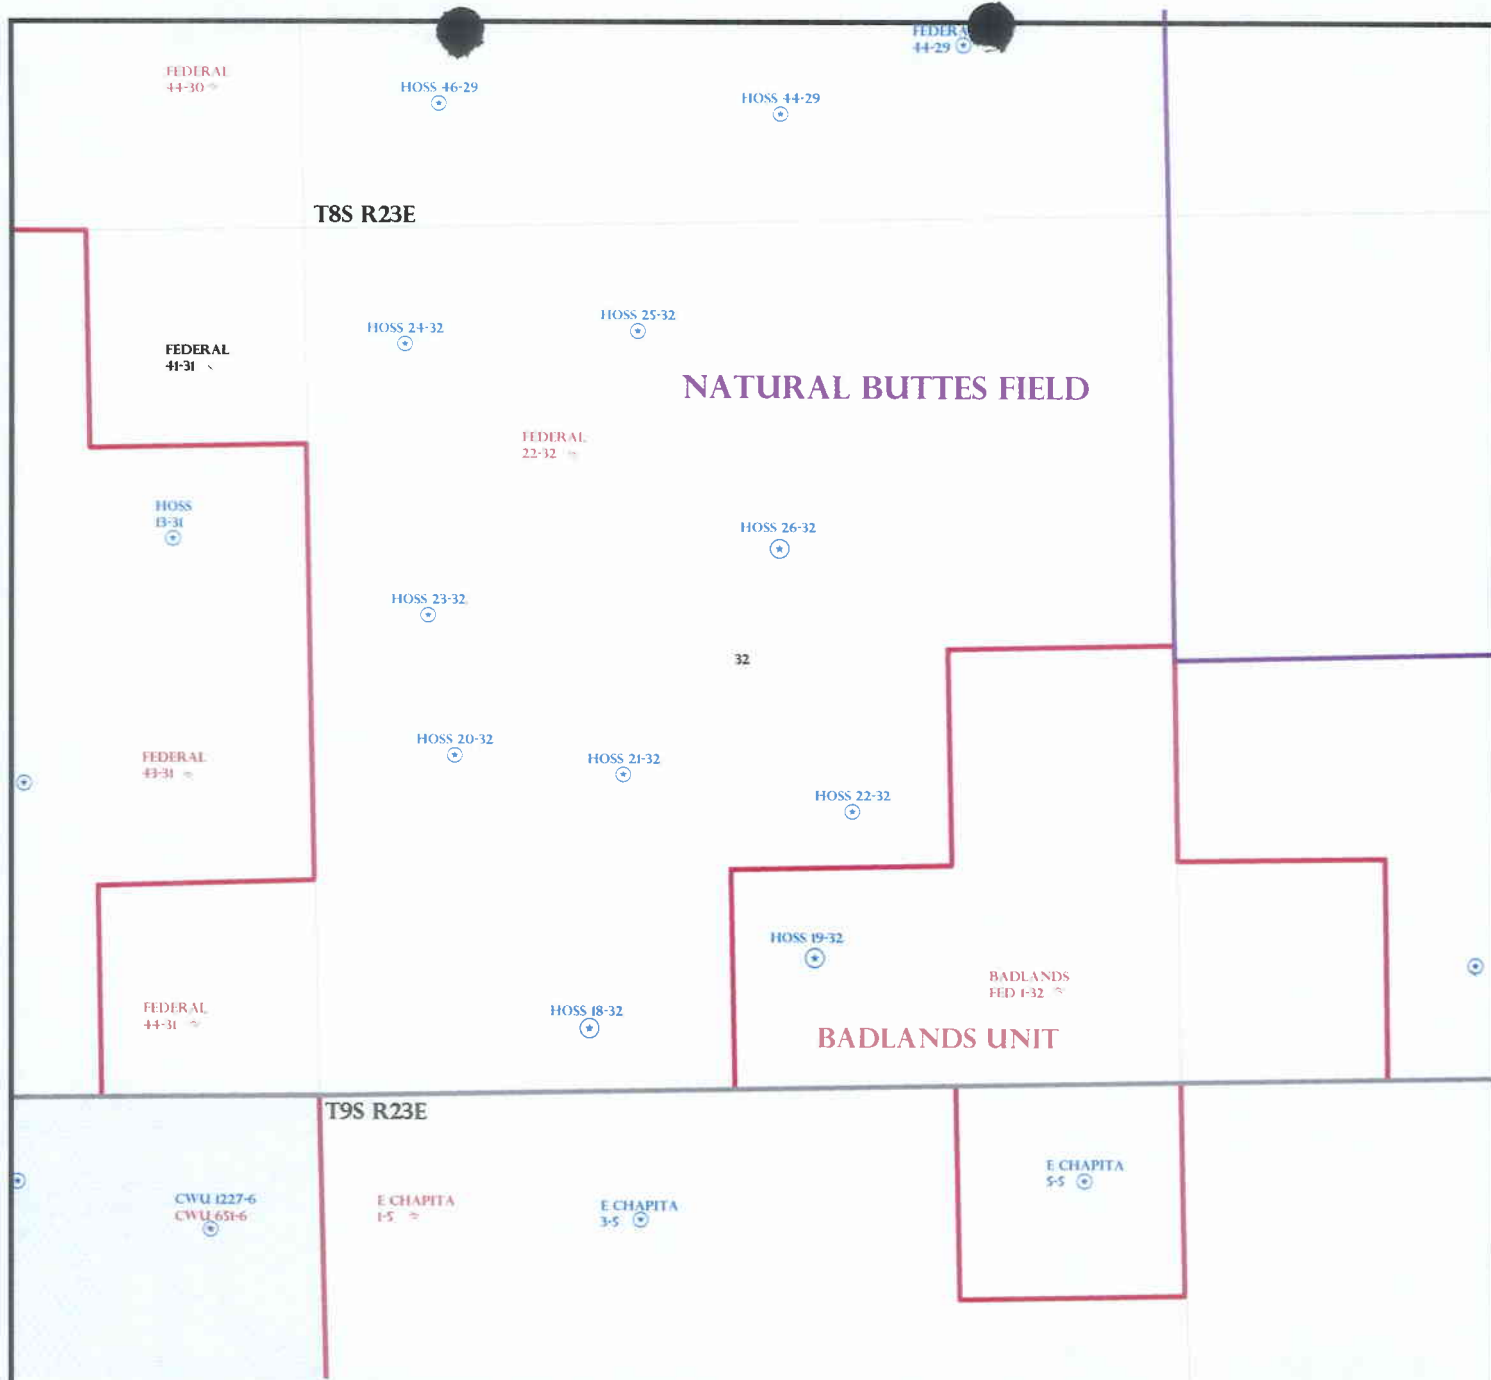 FEDERAL
44-29
FEDERAL
44-30
HOSS 46-29
HOSS 44-29
T8S R23E
HOSS 24-32
HOSS 25-32
FEDERAL
41-31
NATURAL BUTTES FIELD
FEDERAL
22-32
HOSS
13-31
HOSS 26-32
HOSS 23-32
32
HOSS 20-32
HOSS 21-32
FEDERAL
43-31
HOSS 22-32
HOSS 19-32
BADLANDS
FED 1-32
FEDERAL
44-31
HOSS 18-32
BADLANDS UNIT
T9S R23E
E CHAPITA
5-5
CWU 1227-6
CWU 651-6
E CHAPITA
1-5
E CHAPITA
3-5